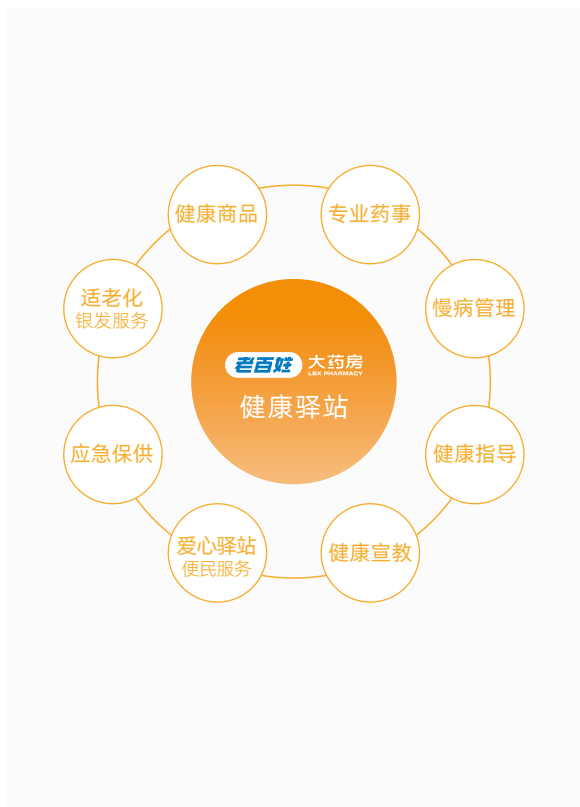 健康商品
专业药事
适老化
银发服务
慢病管理
老百姓 大药房
LBX PHARMACY
健康驿站
应急保供
健康指导
爱心驿站
便民服务
健康宣教